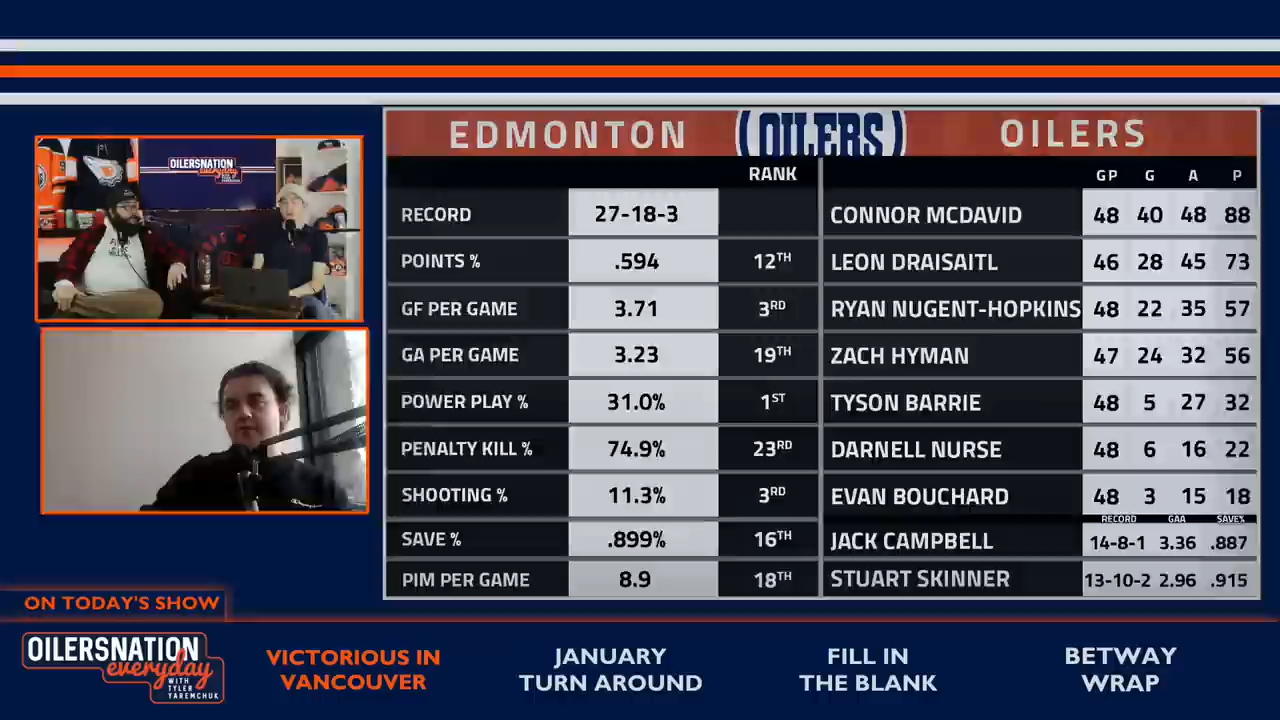 EDMONTON OILERS OILERS
RANK GP G A P
RECORD 27-18-3 CONNOR MCDAVID 48 40 48 88
POINTS % .594 12TH LEON DRAISAITL 46 28 45 73
GF PER GAME 3.71 3RD RYAN NUGENT-HOPKINS 48 22 35 57
GA PER GAME 3.23 19TH ZACH HYMAN 47 24 32 56
POWER PLAY % 31.0% 1ST TYSON BARRIE 48 5 27 32
PENALTY KILL % 74.9% 23RD DARNELL NURSE 48 6 16 22
SHOOTING % 11.3% 3RD EVAN BOUCHARD 48 3 15 18
RECORD GAA SAVE%
SAVE % .899% 16TH JACK CAMPBELL 14-8-1 3.36 .887
PIM PER GAME 8.9 18TH STUART SKINNER 13-10-2 2.96 .915
OILERSNATION
everyday
ON TODAY'S SHOW
OILERSNATION
everyday
WITH
TYLER
YAREMCHUK
VICTORIOUS IN
VANCOUVER
JANUARY
TURN AROUND
FILL IN
THE BLANK
BETWAY
WRAP